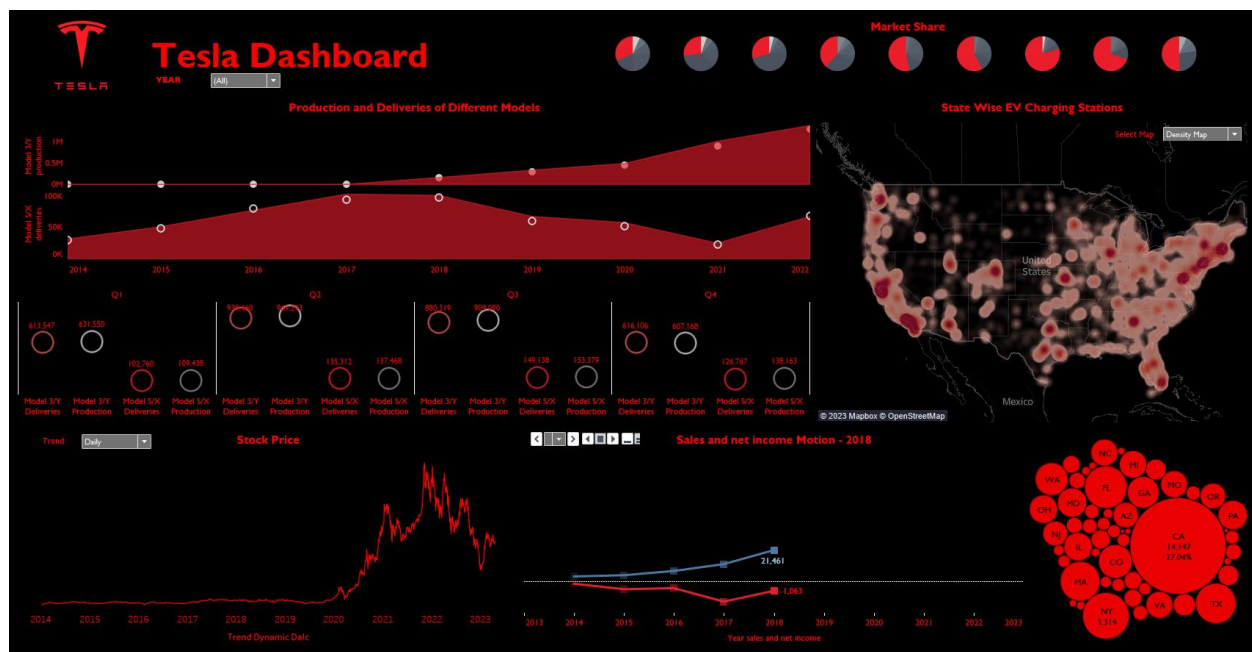 TESLA
Tesla Dashboard
YEAR
(All)
Market Share
Production and Deliveries of Different Models
Model 3/Y
production
1M
0.5M
0M
Model S/X
deliveries
100K
50K
0K
2014 2015 2016 2017 2018 2019 2020 2021 2022
State Wise EV Charging Stations
Select Map
Density Map
United
States
Mexico
© 2023 Mapbox © OpenStreetMap
Q1 Q2 Q3 Q4
613,547 631,550 102,760 109,438
135,312 137,468
880,319 909,080 149,138 153,379
616,106 607,168 126,767 138,163
Model 3/Y Model 3/Y Model S/X Model S/X Model 3/Y Model 3/Y Model S/X Model S/X Model 3/Y Model 3/Y Model S/X Model S/X Model 3/Y Model 3/Y Model S/X Model S/X
Deliveries Production Deliveries Production Deliveries Production Deliveries Production Deliveries Production Deliveries Production Deliveries Production Deliveries Production
Trend
Daily
Stock Price
2014 2015 2016 2017 2018 2019 2020 2021 2022 2023
Trend Dynamic Dalc
Sales and net income Motion - 2018
21,461
-1,063
2013 2014 2015 2016 2017 2018 2019 2020 2021 2022 2023
Year sales and net income
NC
MI
WA
FL
MO
GA
OR
OH
MD
AZ
PA
NJ
IL
CA
14,147
27.94%
CO
MA
NY
3,314
VA
TX